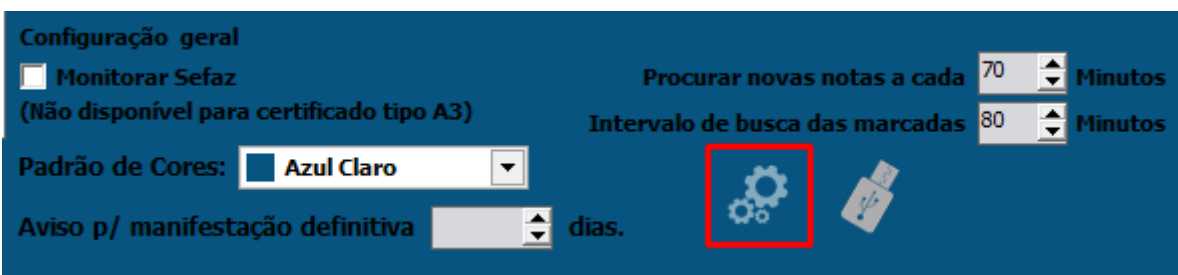 Configuração geral
Monitorar Sefaz
(Não disponível para certificado tipo A3)
Procurar novas notas a cada 70 Minutos
Intervalo de busca das marcadas 80 Minutos
Padrão de Cores: Azul Claro
Aviso p/ manifestação definitiva dias.